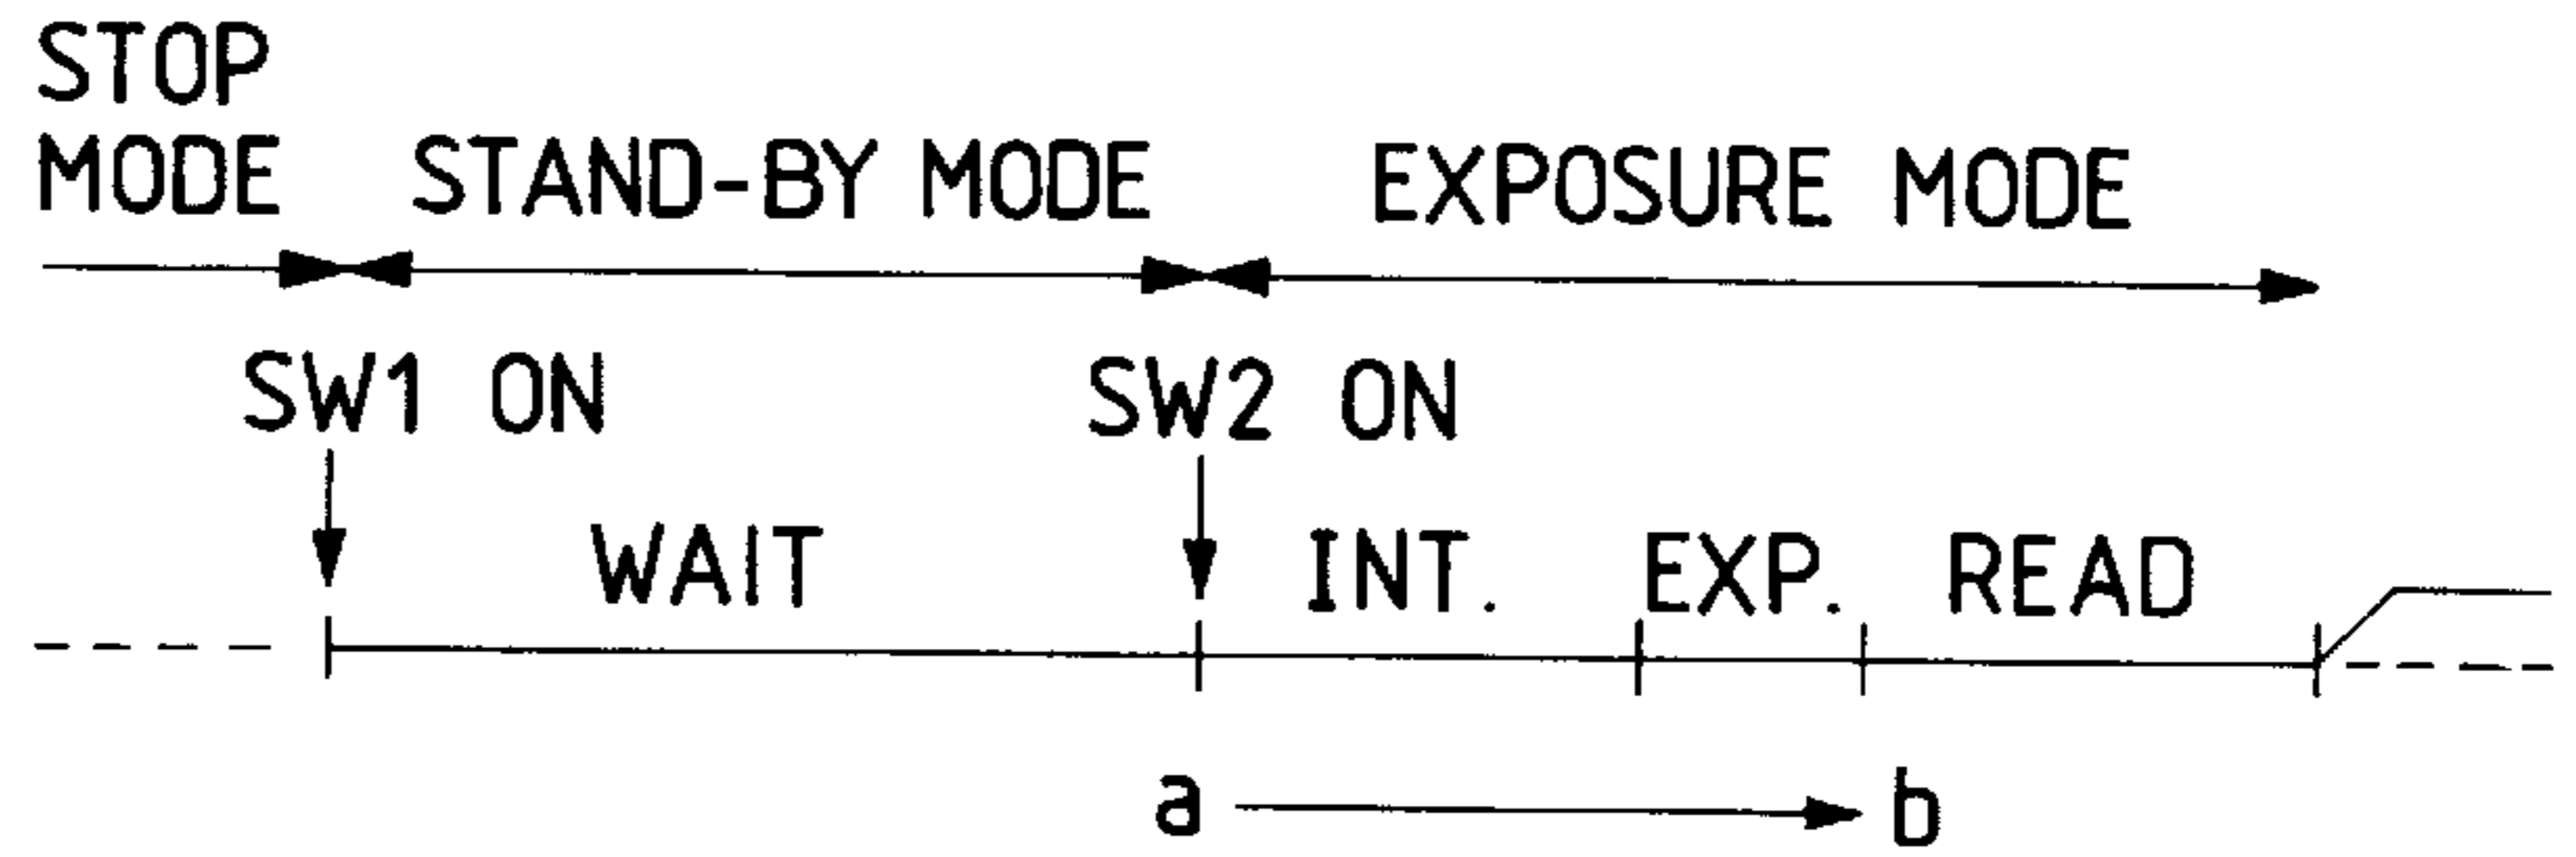 STOP
MODE STAND-BY MODE EXPOSURE MODE
SW1 ON SW2 ON
WAIT INT. EXP. READ
a b